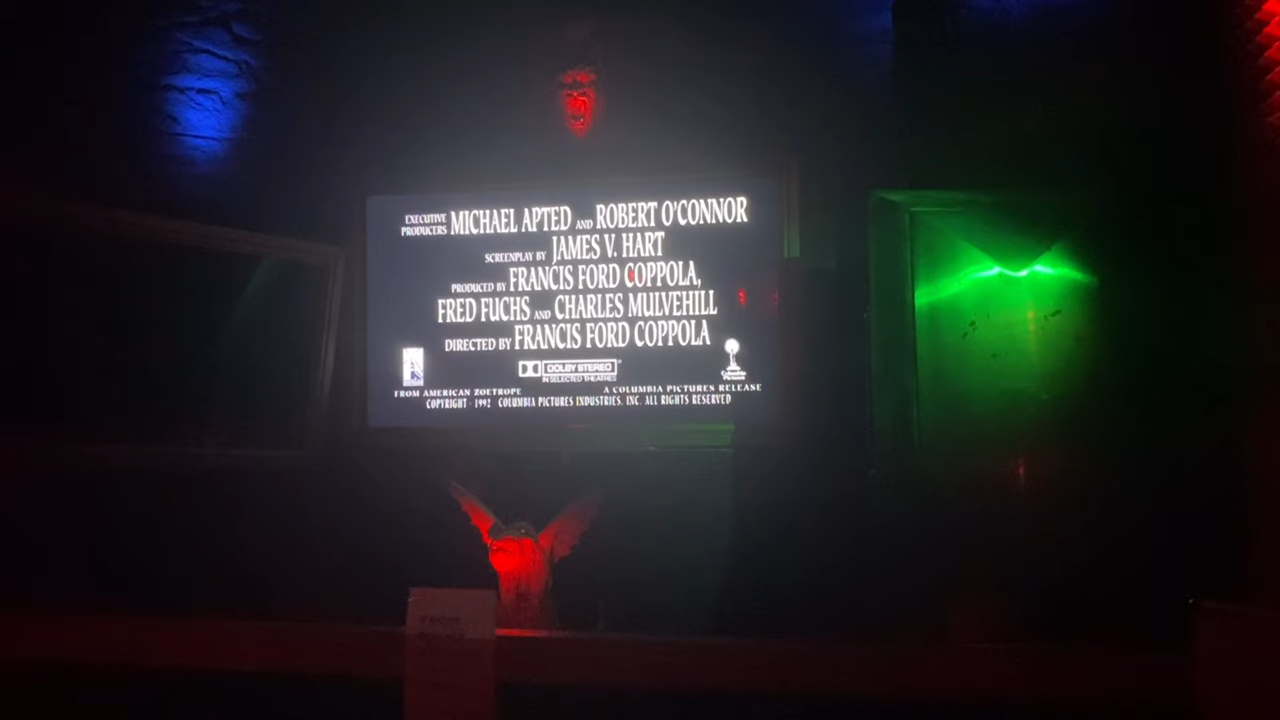 EXECUTIVE PRODUCERS MICHAEL APTED AND ROBERT O'CONNOR
SCREENPLAY BY JAMES V. HART
PRODUCED BY FRANCIS FORD COPPOLA,
FRED FUCHS AND CHARLES MULVEHILL
DIRECTED BY FRANCIS FORD COPPOLA
DOLBY STEREO
IN SELECTED THEATRES
Columbia Pictures
FROM AMERICAN ZOETROPE
A COLUMBIA PICTURES RELEASE
COPYRIGHT · 1992 COLUMBIA PICTURES INDUSTRIES, INC. ALL RIGHTS RESERVED